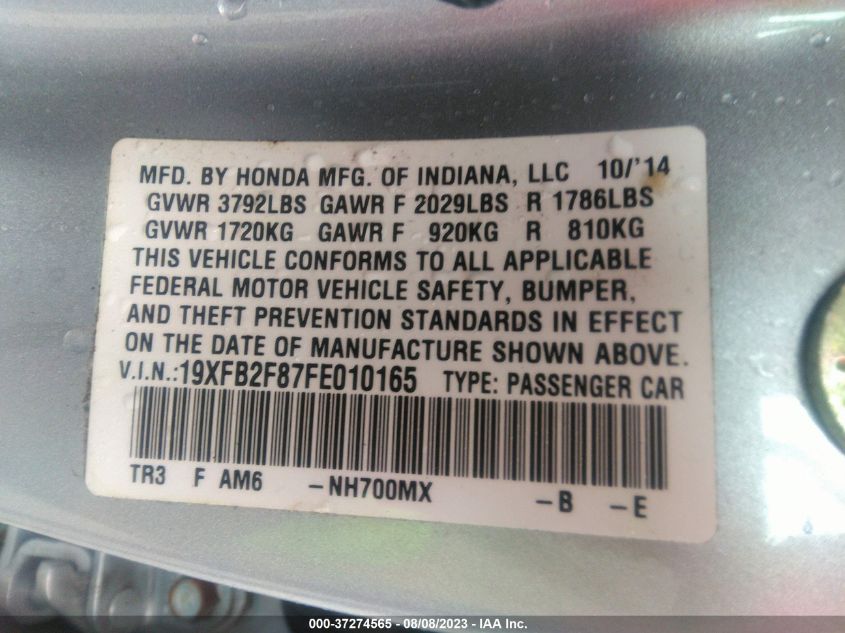 MFD. BY HONDA MFG. OF INDIANA, LLC 10/'14
GVWR 3792LBS GAWR F 2029LBS R 1786LBS
GVWR 1720KG GAWR F 920KG R 810KG
THIS VEHICLE CONFORMS TO ALL APPLICABLE
FEDERAL MOTOR VEHICLE SAFETY, BUMPER,
AND THEFT PREVENTION STANDARDS IN EFFECT
ON THE DATE OF MANUFACTURE SHOWN ABOVE.
V.I.N.:19XFB2F87FE010165 TYPE: PASSENGER CAR
TR3 F AM6 -NH700MX -B -E
000-37274565 - 08/08/2023 - IAA Inc.